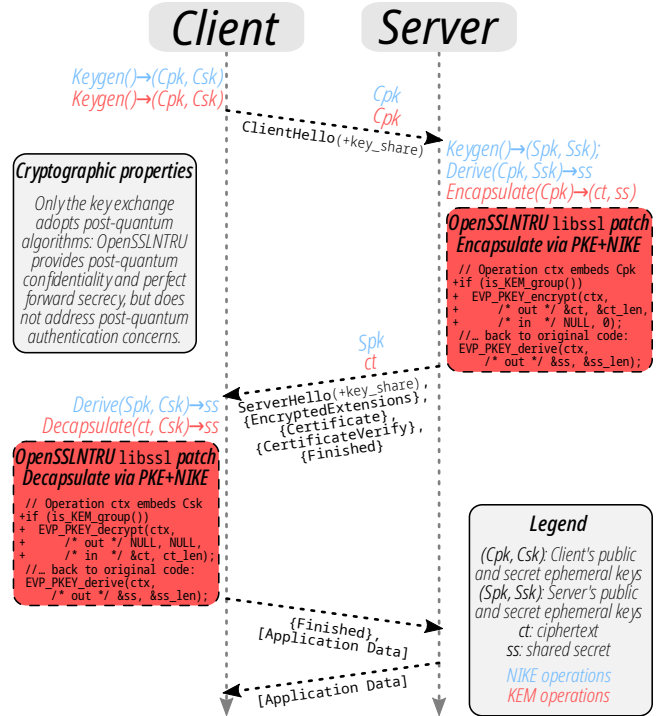 Client
Server
Keygen()→(Cpk, Csk)
Keygen()→(Cpk, Csk)
Cpk
Cpk
ClientHello(+key_share)
Keygen()→(Spk, Ssk);
Derive(Cpk, Ssk)→ss
Encapsulate(Cpk)→(ct, ss)
Cryptographic properties
Only the key exchange
adopts post-quantum
algorithms: OpenSSLNTRU
provides post-quantum
confidentiality and perfect
forward secrecy, but does
not address post-quantum
authentication concerns.
OpenSSLNTRU libssl patch
Encapsulate via PKE+NIKE
// Operation ctx embeds Cpk
+if (is_KEM_group())
+  EVP_PKEY_encrypt(ctx,
+      /* out */ &ct, &ct_len,
+      /* in  */ NULL, 0);
//… back to original code:
EVP_PKEY_derive(ctx,
/* out */ &ss, &ss_len);
Spk
ct
ServerHello(+key_share),
{EncryptedExtensions},
{Certificate},
{CertificateVerify},
{Finished}
Derive(Spk, Csk)→ss
Decapsulate(ct, Csk)→ss
OpenSSLNTRU libssl patch
Decapsulate via PKE+NIKE
// Operation ctx embeds Csk
+if (is_KEM_group())
+  EVP_PKEY_decrypt(ctx,
+      /* out */ NULL, NULL,
+      /* in  */ &ct, ct_len);
//… back to original code:
EVP_PKEY_derive(ctx,
/* out */ &ss, &ss_len);
{Finished},
[Application Data]
[Application Data]
Legend
(Cpk, Csk): Client's public
and secret ephemeral keys
(Spk, Ssk): Server's public
and secret ephemeral keys
ct: ciphertext
ss: shared secret
NIKE operations
KEM operations